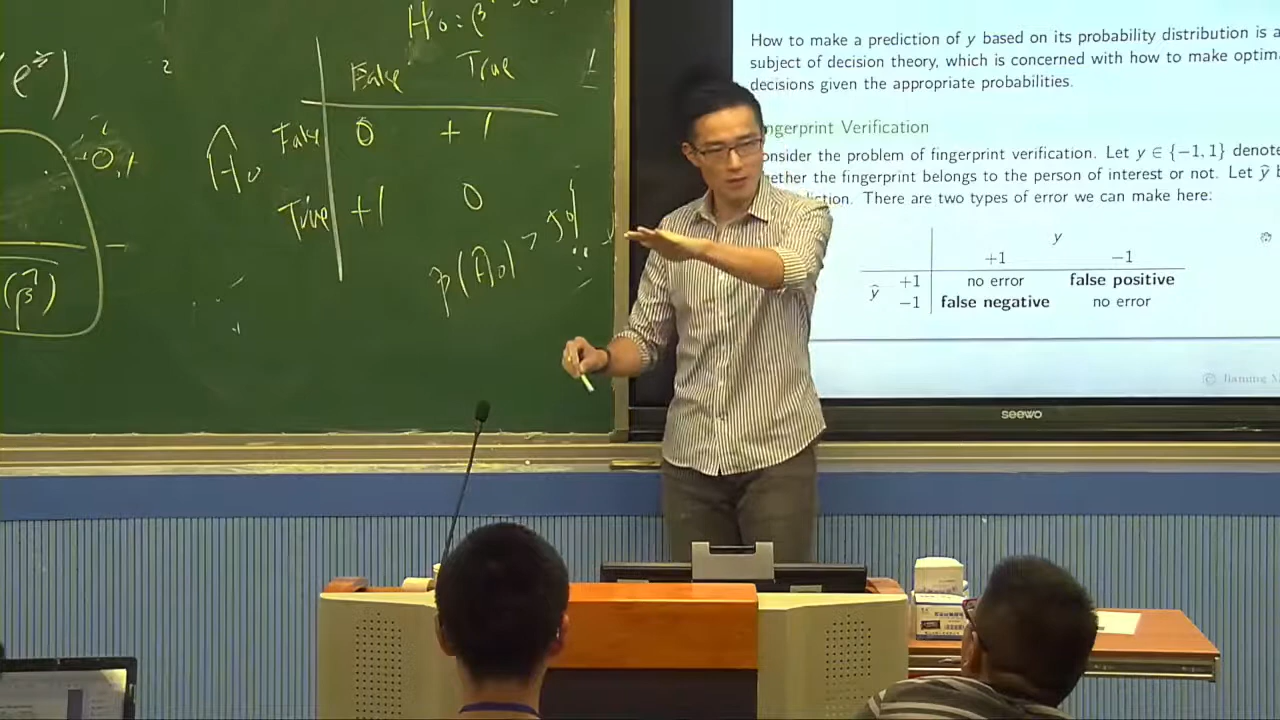 H₀ : β
False True
Ĥ₀
False 0 +1
True +1 0
p(Ĥ₀) > 50%
How to make a prediction of y based on its probability distribution is a
subject of decision theory, which is concerned with how to make optim
decisions given the appropriate probabilities.
ngerprint Verification
onsider the problem of fingerprint verification. Let y ∈ {−1, 1} denote
ether the fingerprint belongs to the person of interest or not. Let ŷ b
iction. There are two types of error we can make here:
y
+1 −1
ŷ +1 no error false positive
−1 false negative no error
seewo